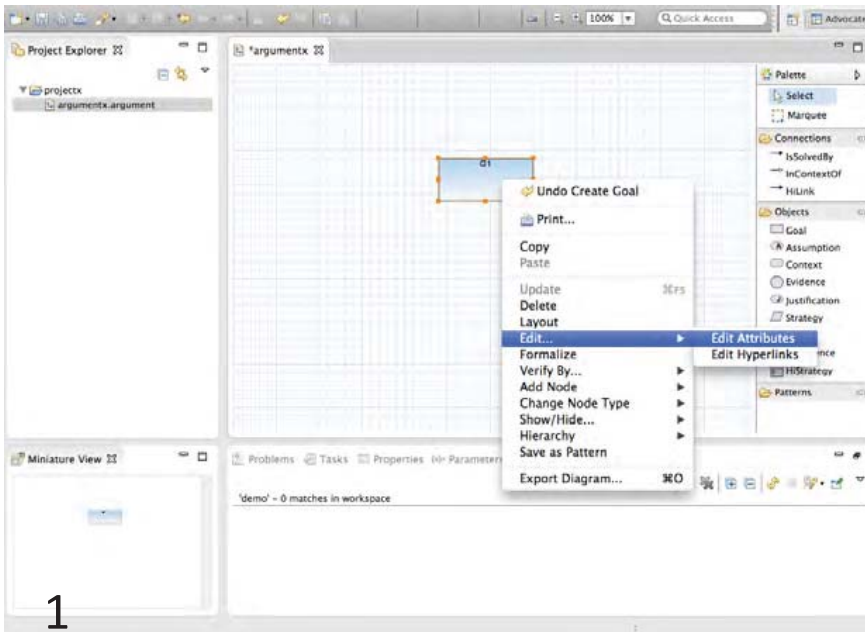 100%
Quick Access
Advocate
Project Explorer
projectx
argumentx.argument
*argumentx
G1
Undo Create Goal
Print...
Copy
Paste
Update ⌘F5
Delete
Layout
Edit...
Formalize
Verify By...
Add Node
Change Node Type
Show/Hide...
Hierarchy
Save as Pattern
Export Diagram... ⌘O
Edit Attributes
Edit Hyperlinks
Palette
Select
Marquee
Connections
IsSolvedBy
InContextOf
HiLink
Objects
Goal
Assumption
Context
Evidence
Justification
Strategy
nce
HiStrategy
Patterns
Miniature View
Problems
Tasks
Properties
Parameters
'demo' - 0 matches in workspace
1